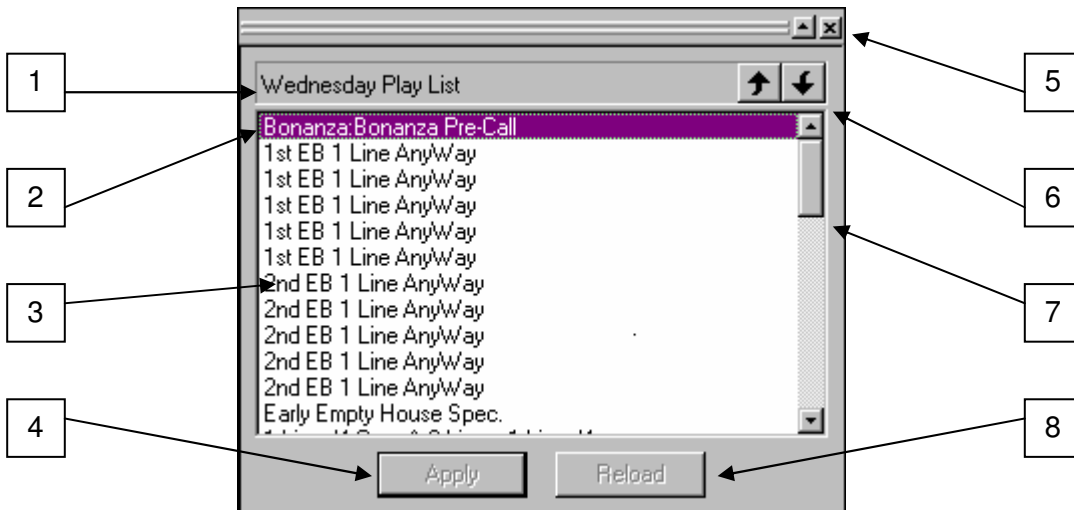 1
5
Wednesday Play List
Bonanza:Bonanza Pre-Call
1st EB 1 Line AnyWay
1st EB 1 Line AnyWay
2
1st EB 1 Line AnyWay
6
1st EB 1 Line AnyWay
1st EB 1 Line AnyWay
2nd EB 1 Line AnyWay
3
2nd EB 1 Line AnyWay
7
2nd EB 1 Line AnyWay
2nd EB 1 Line AnyWay
2nd EB 1 Line AnyWay
Early Empty House Spec.
4
8
Apply
Reload